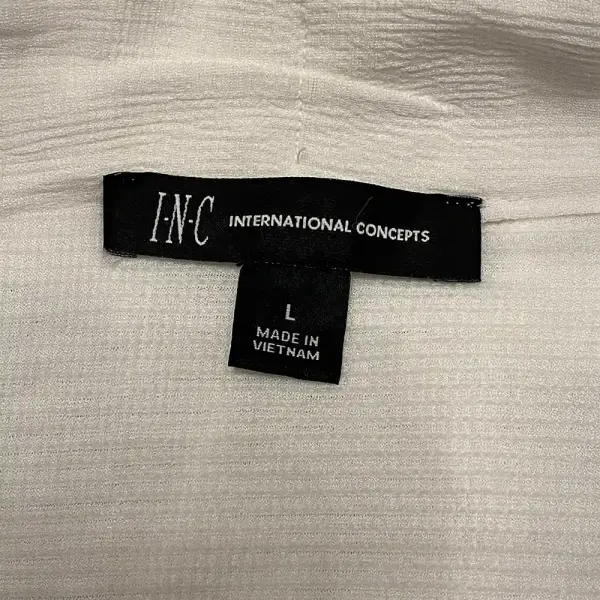 I·N·C INTERNATIONAL CONCEPTS
L
MADE IN
VIETNAM